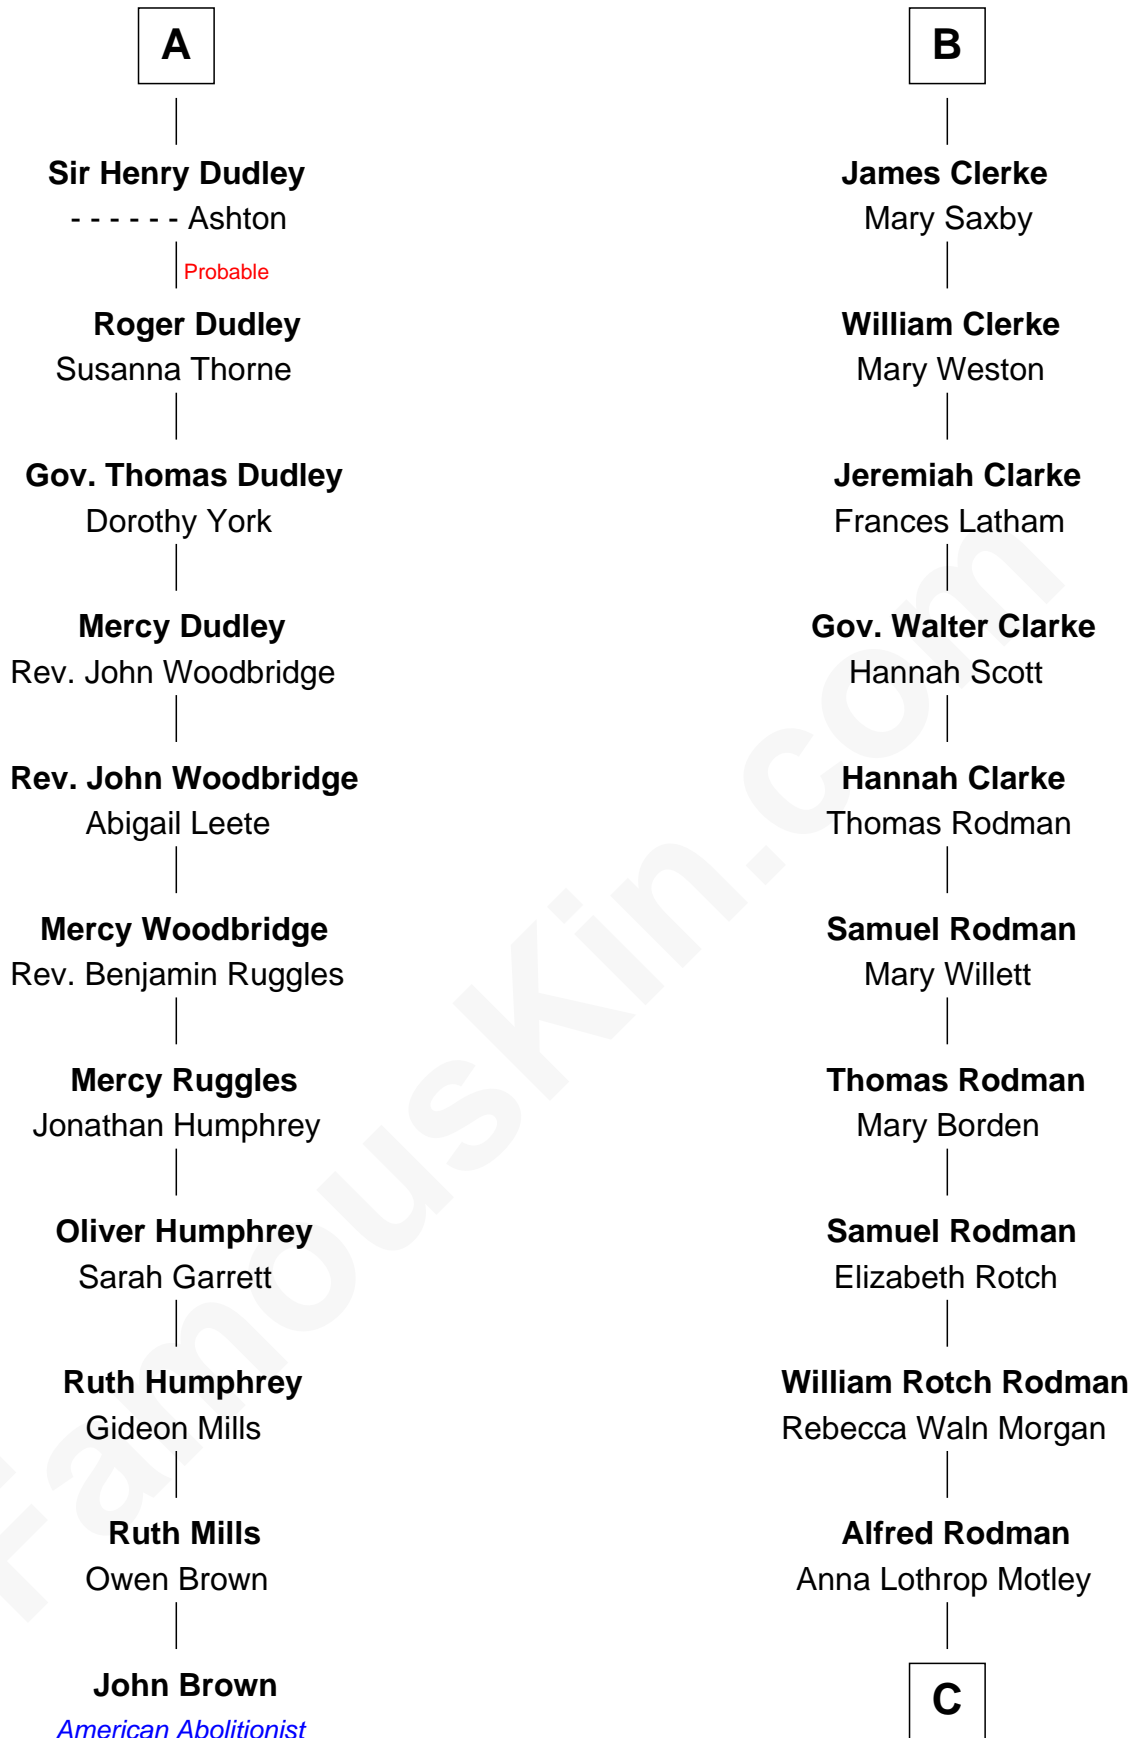 A
Sir Henry Dudley
- - - - - - Ashton
Probable
Roger Dudley
Susanna Thorne
Gov. Thomas Dudley
Dorothy York
Mercy Dudley
Rev. John Woodbridge
Rev. John Woodbridge
Abigail Leete
Mercy Woodbridge
Rev. Benjamin Ruggles
Mercy Ruggles
Jonathan Humphrey
Oliver Humphrey
Sarah Garrett
Ruth Humphrey
Gideon Mills
Ruth Mills
Owen Brown
John Brown
American Abolitionist
B
James Clerke
Mary Saxby
William Clerke
Mary Weston
Jeremiah Clarke
Frances Latham
Gov. Walter Clarke
Hannah Scott
Hannah Clarke
Thomas Rodman
Samuel Rodman
Mary Willett
Thomas Rodman
Mary Borden
Samuel Rodman
Elizabeth Rotch
William Rotch Rodman
Rebecca Waln Morgan
Alfred Rodman
Anna Lothrop Motley
C
FamousKin.com